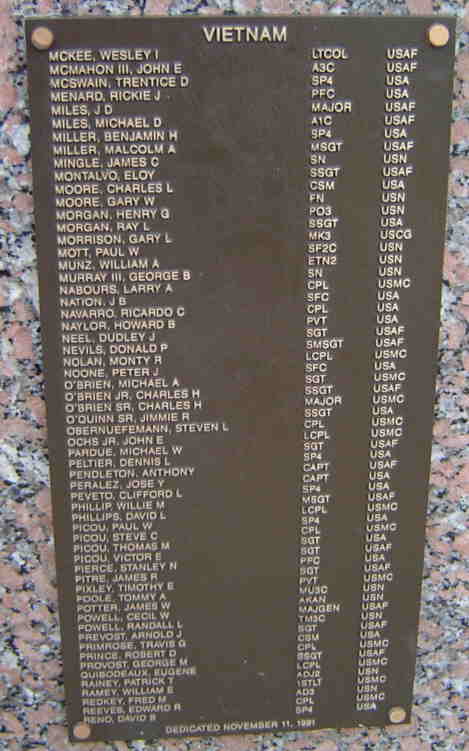 VIETNAM
MCKEE, WESLEY I LTCOL USAF
MCMAHON III, JOHN E A3C USAF
MCSWAIN, TRENTICE D SP4 USA
MENARD, RICKIE J PFC USA
MILES, J D MAJOR USAF
MILES, MICHAEL D A1C USAF
MILLER, BENJAMIN H SP4 USA
MILLER, MALCOLM A MSGT USAF
MINGLE, JAMES C SN USN
MONTALVO, ELOY SSGT USAF
MOORE, CHARLES L CSM USA
MOORE, GARY W FN USN
MORGAN, HENRY G PO3 USN
MORGAN, RAY L SSGT USA
MORRISON, GARY L MK3 USCG
MOTT, PAUL W SF2C USN
MUNZ, WILLIAM A ETN2 USN
MURRAY III, GEORGE B SN USN
NABOURS, LARRY A CPL USMC
NATION, J B SFC USA
NAVARRO, RICARDO C CPL USA
NAYLOR, HOWARD B PVT USA
NEEL, DUDLEY J SGT USAF
NEVILS, DONALD P SMSGT USAF
NOLAN, MONTY R LCPL USMC
NOONE, PETER J SFC USA
O'BRIEN, MICHAEL A SGT USMC
O'BRIEN JR, CHARLES H SSGT USAF
O'BRIEN SR, CHARLES H MAJOR USMC
O'QUINN SR, JIMMIE R SSGT USA
OBERNUEFEMANN, STEVEN L CPL USMC
OCHS JR, JOHN E LCPL USMC
PARDUE, MICHAEL W SGT USAF
PELTIER, DENNIS L SP4 USA
PENDLETON, ANTHONY CAPT USAF
PERALEZ, JOSE Y CAPT USA
PEVETO, CLIFFORD L SP4 USA
PHILLIP, WILLIE M MSGT USAF
PHILLIPS, DAVID L LCPL USMC
PICOU, PAUL W SP4 USA
PICOU, STEVE C CPL USMC
PICOU, THOMAS M SGT USA
PICOU, VICTOR E SGT USAF
PIERCE, STANLEY N PFC USA
PITRE, JAMES R SGT USAF
PIXLEY, TIMOTHY E PVT USMC
POOLE, TOMMY A MU3C USN
POTTER, JAMES W AKAN USN
POWELL, CECIL W MAJGEN USAF
POWELL, RANDALL L TM3C USN
PREVOST, ARNOLD J SGT USAF
PRIMROSE, TRAVIS G CSM USA
PRINCE, ROBERT D CPL USMC
PROVOST, GEORGE M SSGT USAF
QUIBODEAUX, EUGENE LCPL USMC
RAINEY, PATRICK T ADJ2 USN
RAMEY, WILLIAM E 1STLT USMC
REDKEY, FRED M AD3 USN
REEVES, EDWARD R CPL USMC
RENO, DAVID B SP4 USA
DEDICATED NOVEMBER 11, 1991